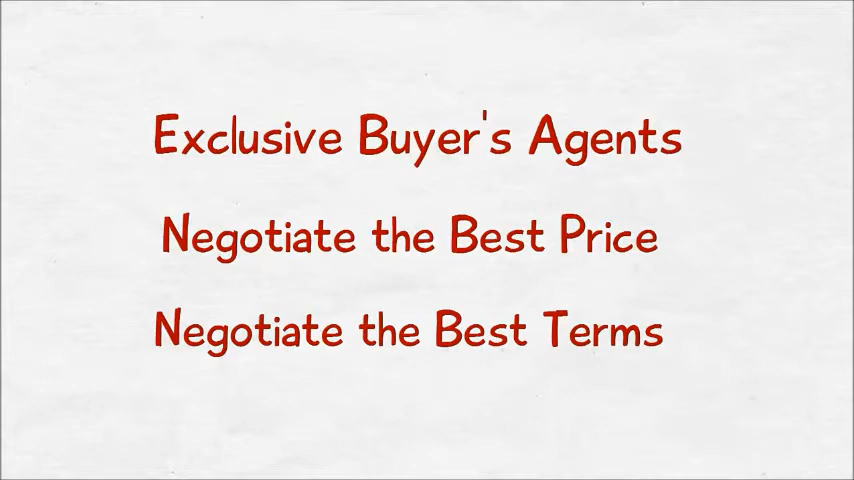 Exclusive Buyer's Agents
Negotiate the Best Price
Negotiate the Best Terms